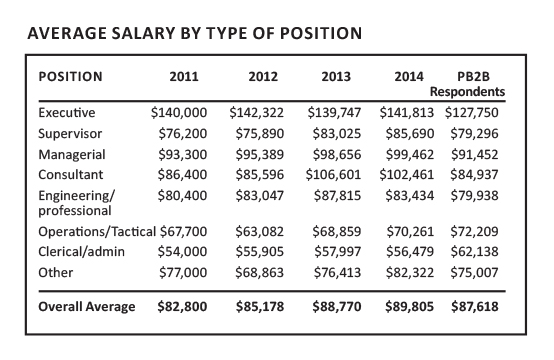 AVERAGE SALARY BY TYPE OF POSITION
POSITION 2011 2012 2013 2014 PB2B
Respondents
Executive $140,000 $142,322 $139,747 $141,813 $127,750
Supervisor $76,200 $75,890 $83,025 $85,690 $79,296
Managerial $93,300 $95,389 $98,656 $99,462 $91,452
Consultant $86,400 $85,596 $106,601 $102,461 $84,937
Engineering/ $80,400 $83,047 $87,815 $83,434 $79,938
professional
Operations/Tactical $67,700 $63,082 $68,859 $70,261 $72,209
Clerical/admin $54,000 $55,905 $57,997 $56,479 $62,138
Other $77,000 $68,863 $76,413 $82,322 $75,007
Overall Average $82,800 $85,178 $88,770 $89,805 $87,618